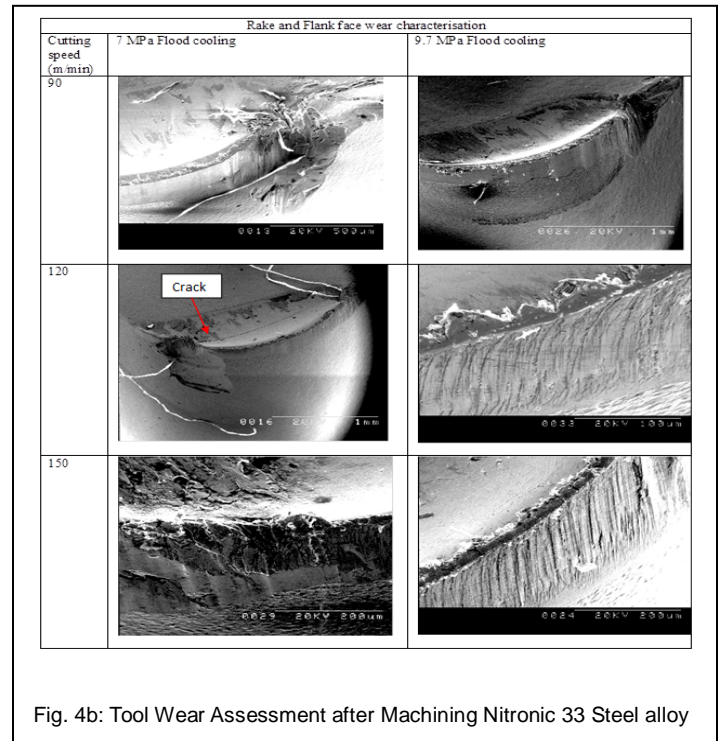 Rake and Flank face wear characterisation
Cutting speed (m/min) 7 MPa Flood cooling 9.7 MPa Flood cooling
90
0013 20KV 500um
0026 20KV 1mm
120
Crack
0016 1mm
0033 20KV 100um
150
0029 20KV 200um
0024 20KV 200um
Fig. 4b: Tool Wear Assessment after Machining Nitronic 33 Steel alloy